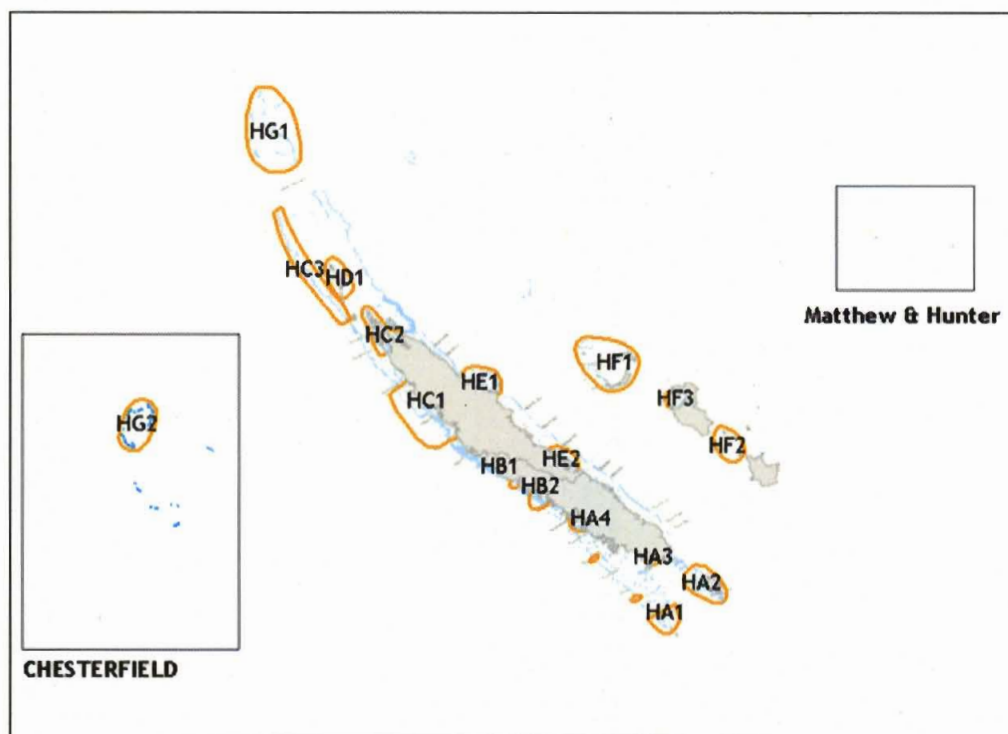 HG1
HC3
HD1
HC2
HC1
HE1
HF1
HF3
HF2
HE2
HB1
HB2
HA4
HA3
HA2
HA1
Matthew & Hunter
HG2
CHESTERFIELD